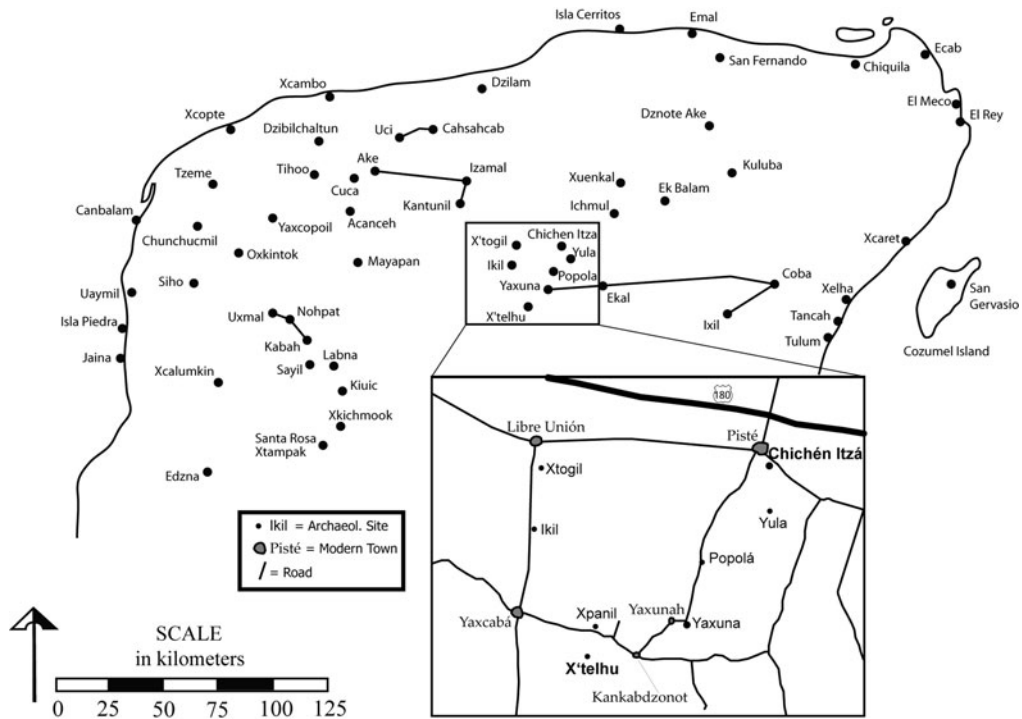 Isla Cerritos
Emal
San Fernando
Chiquila
Ecab
El Meco
El Rey
Dzilam
Xcambo
Xcopte
Dzibilchaltun
Uci
Cahsahcab
Dznote Ake
Ake
Tihoo
Cuca
Izamal
Kantunil
Tzeme
Xuenkal
Kuluba
Ek Balam
Ichmul
Canbalam
Chunchucmil
Yaxcopoil
Acanceh
Oxkintok
Mayapan
X'togil
Chichen Itza
Yula
Ikil
Popola
Yaxuna
X'telhu
Ekal
Coba
Ixil
Xcaret
Xelha
Tancah
Tulum
San
Gervasio
Cozumel Island
Siho
Uaymil
Isla Piedra
Jaina
Uxmal
Nohpat
Kabah
Sayil
Labna
Kiuic
Xcalumkin
Xkichmook
Santa Rosa
Xtampak
Edzna
180
Libre Unión
Pisté
Chichén Itzá
Xtogil
Yula
Ikil
Popolá
Yaxcabá
Xpanil
Yaxunah
Yaxuna
X'telhu
Kankabdzonot
Ikil = Archaeol. Site
Pisté = Modern Town
= Road
SCALE
in kilometers
0 25 50 75 100 125